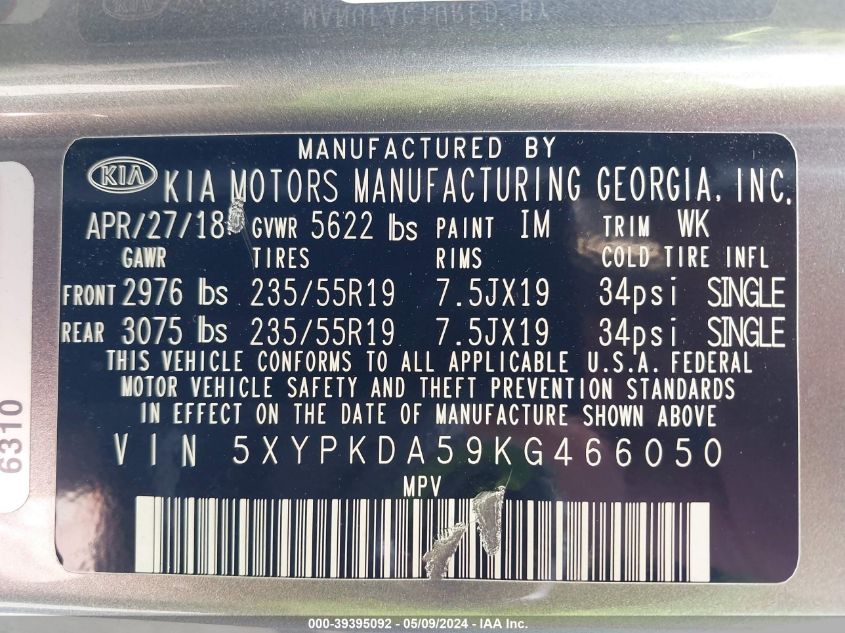 MANUFACTURED BY
KIA KIA MOTORS MANUFACTURING GEORGIA, INC.
APR/27/18 GVWR 5622 lbs PAINT IM TRIM WK
GAWR TIRES RIMS COLD TIRE INFL
FRONT 2976 lbs 235/55R19 7.5JX19 34psi SINGLE
REAR 3075 lbs 235/55R19 7.5JX19 34psi SINGLE
THIS VEHICLE CONFORMS TO ALL APPLICABLE U.S.A. FEDERAL
MOTOR VEHICLE SAFETY AND THEFT PREVENTION STANDARDS
IN EFFECT ON THE DATE OF MANUFACTURE SHOWN ABOVE
VIN 5XYPKDA59KG466050
MPV
6310
000-39395092 - 05/09/2024 - IAA Inc.